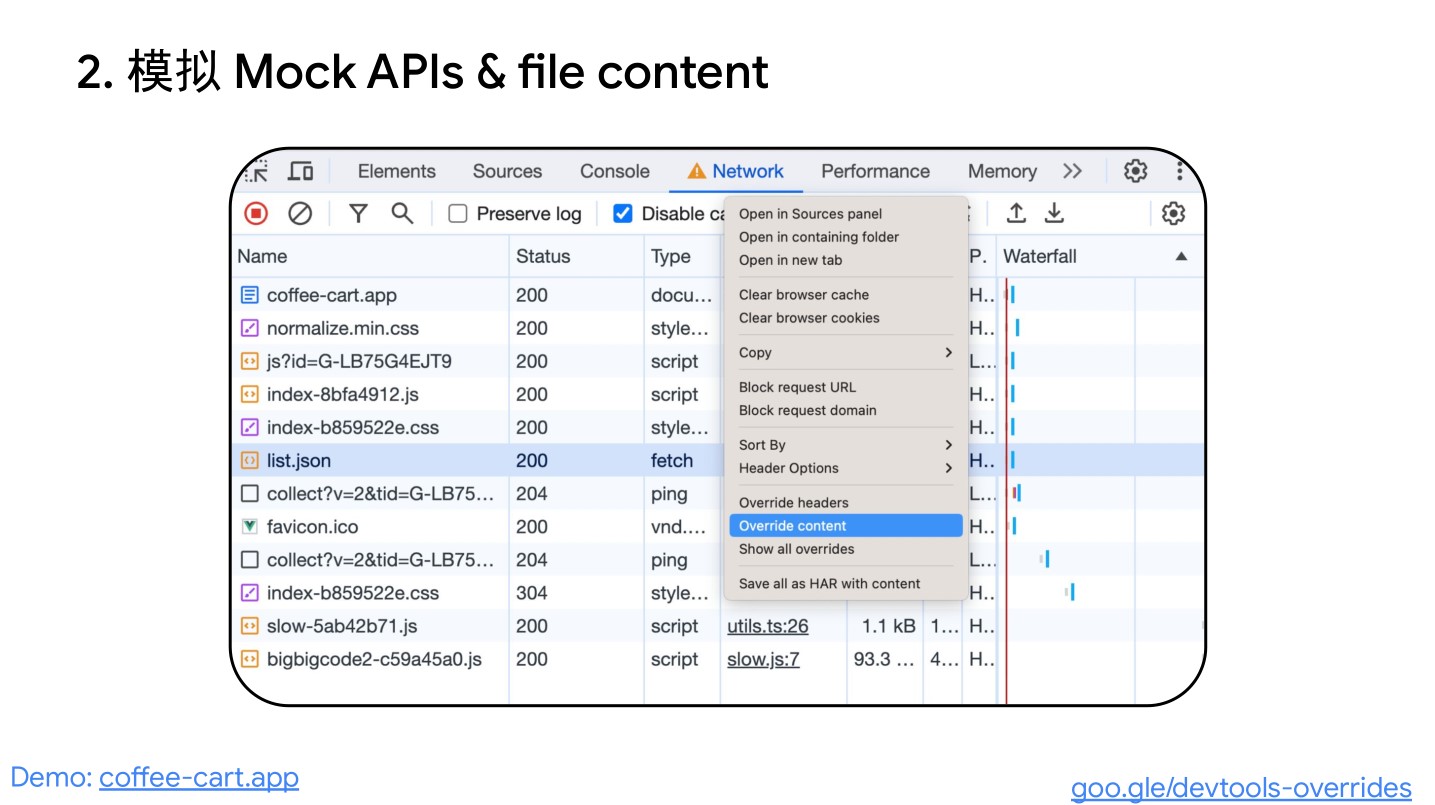 2. 模拟 Mock APIs & file content
Elements Sources Console Network Performance Memory
Preserve log Disable ca
Name Status Type P. Waterfall
coffee-cart.app 200 docu... H..
normalize.min.css 200 style... H..
js?id=G-LB75G4EJT9 200 script L...
index-8bfa4912.js 200 script H..
index-b859522e.css 200 style... H..
list.json 200 fetch H..
collect?v=2&tid=G-LB75... 204 ping L...
favicon.ico 200 vnd.... H..
collect?v=2&tid=G-LB75... 204 ping L...
index-b859522e.css 304 style... H..
slow-5ab42b71.js 200 script utils.ts:26 1.1 kB 1... H..
bigbigcode2-c59a45a0.js 200 script slow.js:7 93.3 ... 4... H..
Open in Sources panel
Open in containing folder
Open in new tab
Clear browser cache
Clear browser cookies
Copy
Block request URL
Block request domain
Sort By
Header Options
Override headers
Override content
Show all overrides
Save all as HAR with content
Demo: coffee-cart.app
goo.gle/devtools-overrides